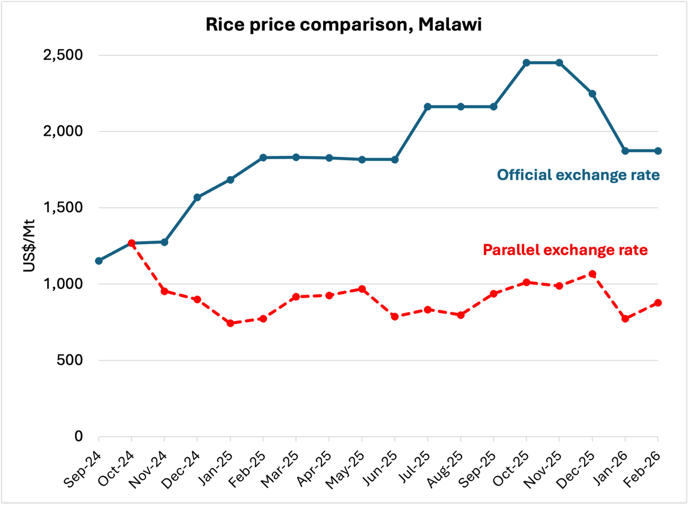 Rice price comparison, Malawi
2,500
2,000
1,500
1,000
500
0
US$/Mt
Official exchange rate
Parallel exchange rate
Sep-24
Oct-24
Nov-24
Dec-24
Jan-25
Feb-25
Mar-25
Apr-25
May-25
Jun-25
Jul-25
Aug-25
Sep-25
Oct-25
Nov-25
Dec-25
Jan-26
Feb-26